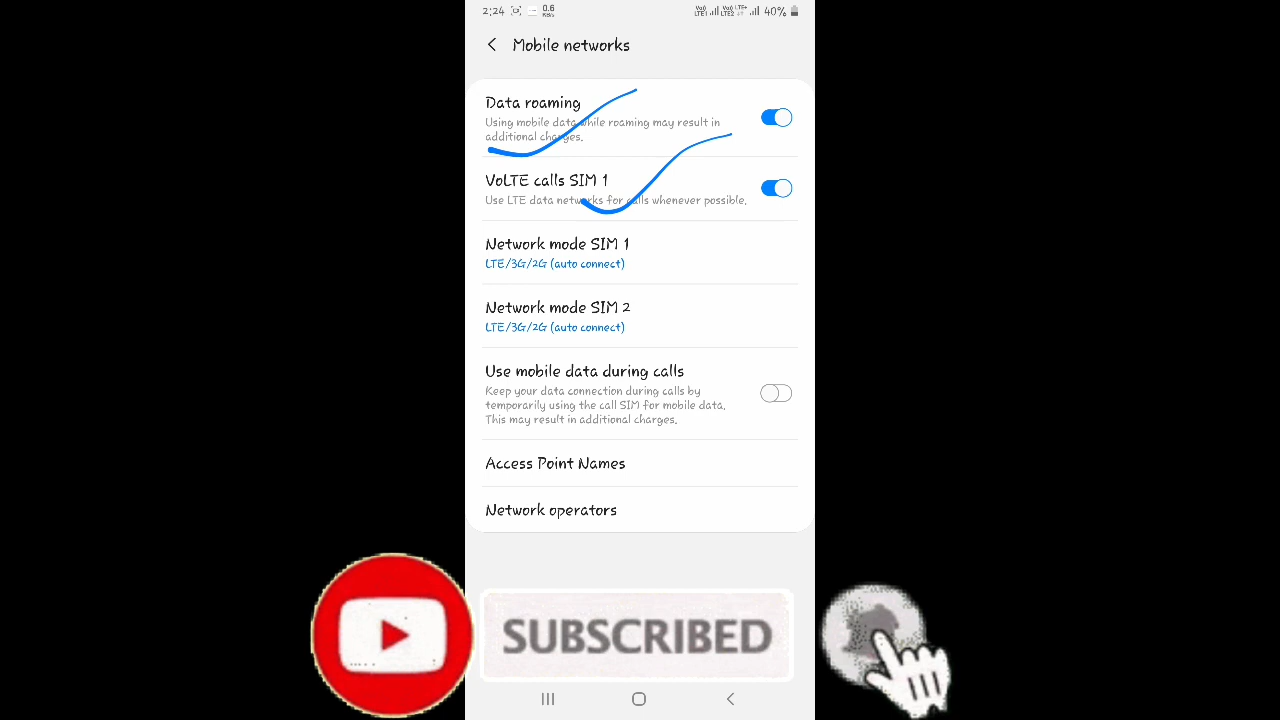 2:24 0.6 KB/s 40%
Mobile networks
Data roaming
Using mobile data while roaming may result in
additional charges.
VoLTE calls SIM 1
Use LTE data networks for calls whenever possible.
Network mode SIM 1
LTE/3G/2G (auto connect)
Network mode SIM 2
LTE/3G/2G (auto connect)
Use mobile data during calls
Keep your data connection during calls by
temporarily using the call SIM for mobile data.
This may result in additional charges.
Access Point Names
Network operators
SUBSCRIBED